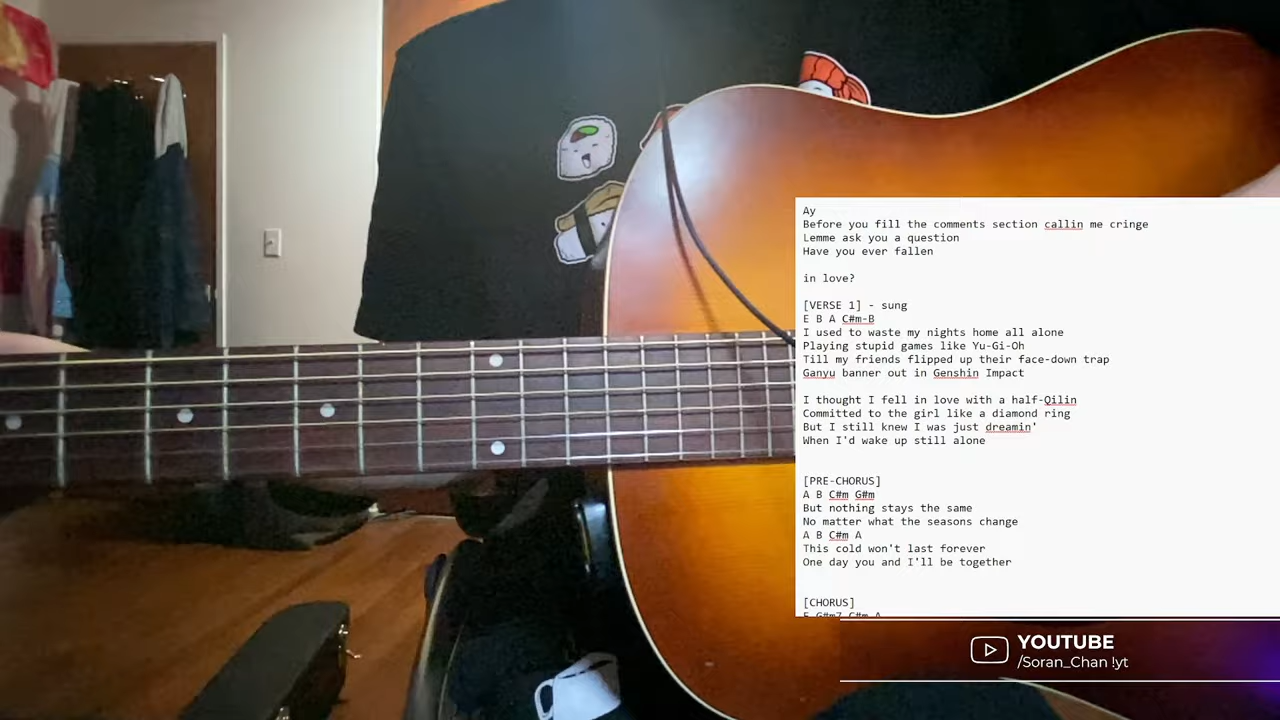 Ay
Before you fill the comments section callin me cringe
Lemme ask you a question
Have you ever fallen
in love?
[VERSE 1] - sung
E B A C#m-B
I used to waste my nights home all alone
Playing stupid games like Yu-Gi-Oh
Till my friends flipped up their face-down trap
Ganyu banner out in Genshin Impact
I thought I fell in love with a half-Qilin
Committed to the girl like a diamond ring
But I still knew I was just dreamin'
When I'd wake up still alone
[PRE-CHORUS]
A B C#m G#m
But nothing stays the same
No matter what the seasons change
A B C#m A
This cold won't last forever
One day you and I'll be together
[CHORUS]
E G#m7 C#m A
YOUTUBE
/Soran_Chan !yt